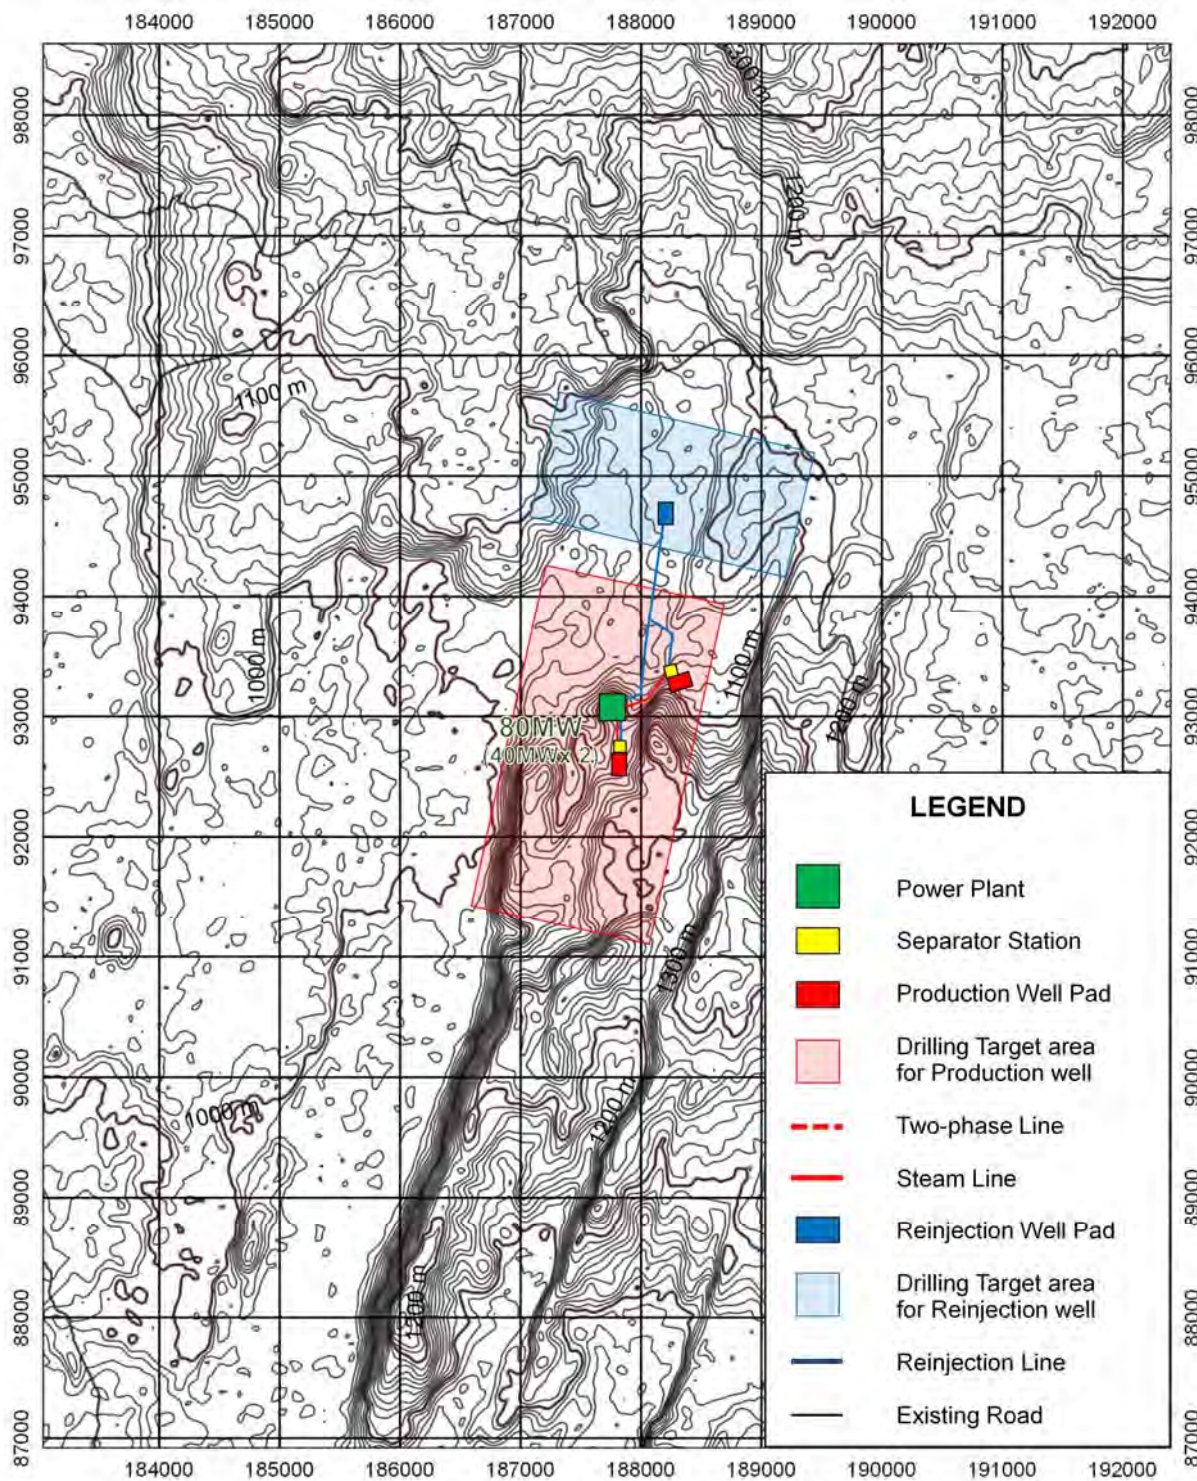 184000 185000 186000 187000 188000 189000 190000 191000 192000
98000 98000
97000 97000
96000 96000
95000 95000
94000 94000
93000 93000
92000 92000
91000 91000
90000 90000
89000 89000
88000 88000
87000 87000
1300 m
1200 m
1100 m
1000 m
1100 m
1200 m
80MW
(40MW x 2)
1300 m
1000 m
1200 m
1200 m
LEGEND
Power Plant
Separator Station
Production Well Pad
Drilling Target area
for Production well
Two-phase Line
Steam Line
Reinjection Well Pad
Drilling Target area
for Reinjection well
Reinjection Line
Existing Road
184000 185000 186000 187000 188000 189000 190000 191000 192000